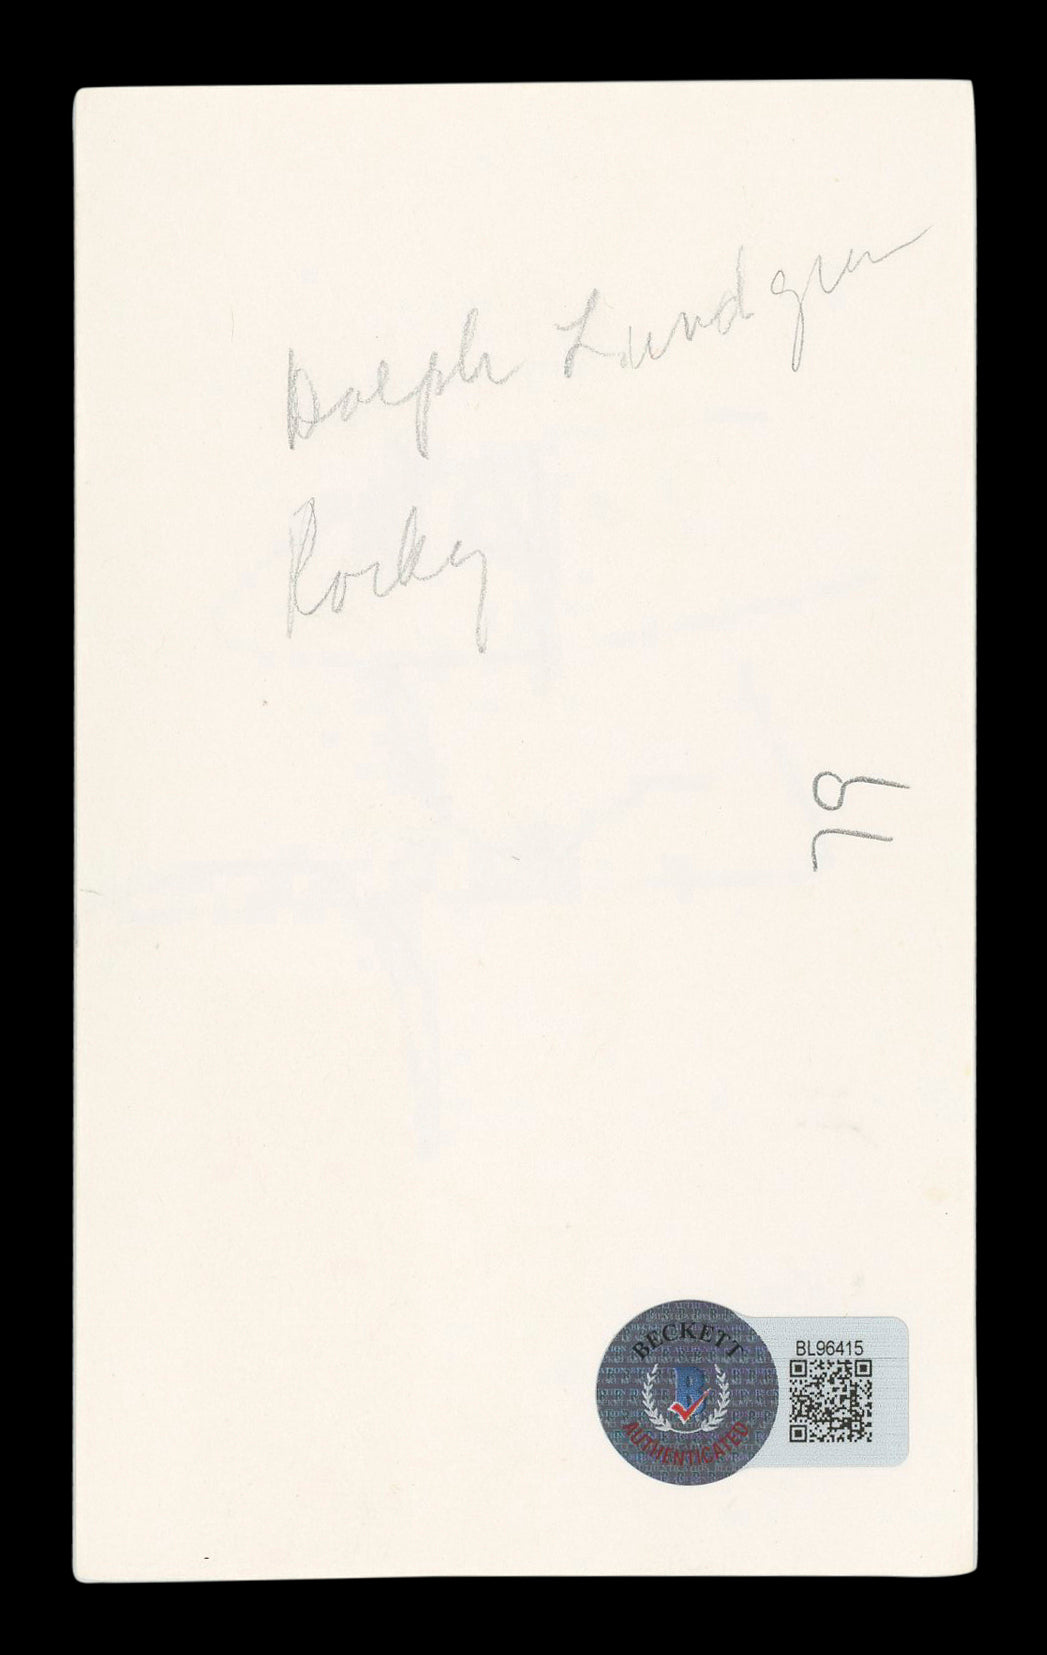 Dolph Lundgren
Rocky
79
BECKETT
AUTHENTICATED
BL96415